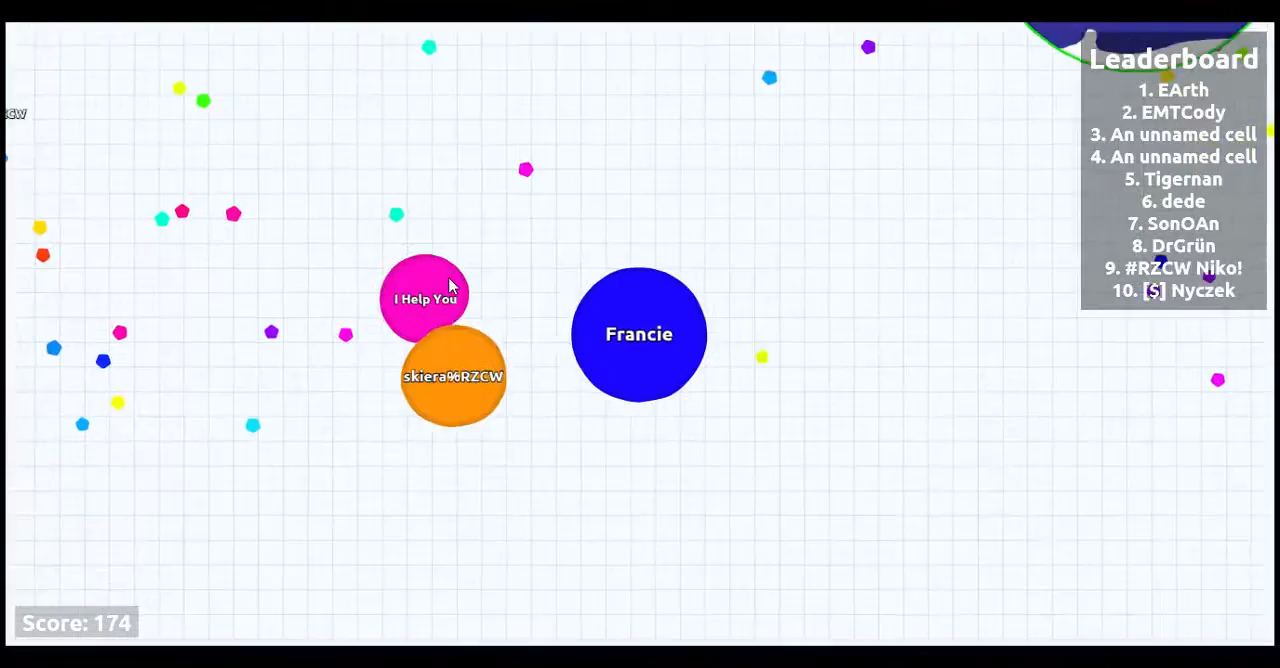 Leaderboard
1. EArth
2. EMTCody
3. An unnamed cell
4. An unnamed cell
5. Tigernan
6. dede
7. SonOAn
8. DrGrün
9. #RZCW Niko!
10. [S] Nyczek
CW
I Help You
Francie
skiera%RZCW
Score: 174